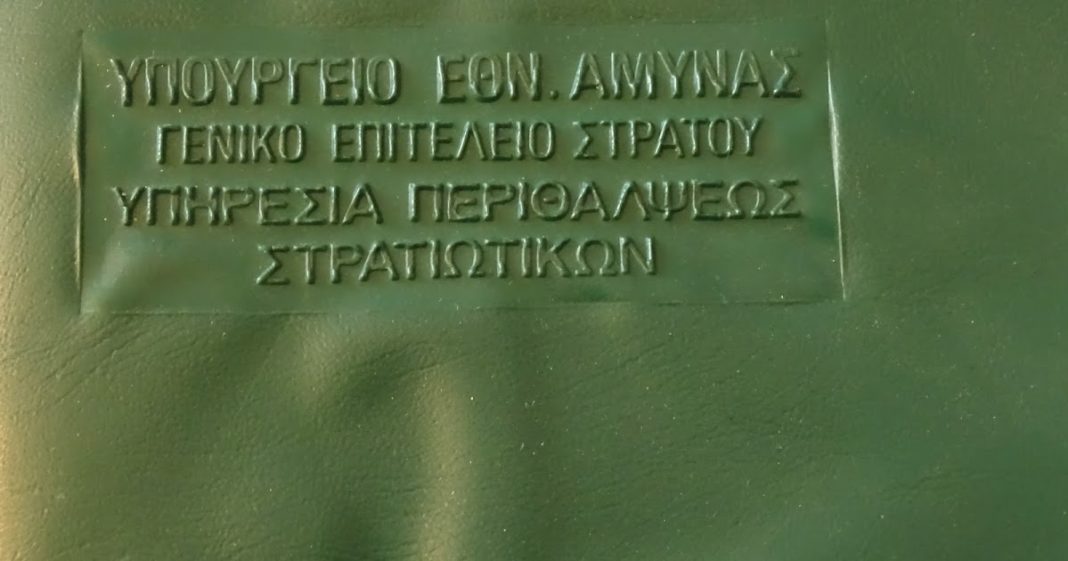 ΥΠΟΥΡΓΕΙΟ ΕΘΝ. ΑΜΥΝΑΣ
ΓΕΝΙΚΟ ΕΠΙΤΕΛΕΙΟ ΣΤΡΑΤΟΥ
ΥΠΗΡΕΣΙΑ ΠΕΡΙΘΑΛΨΕΩΣ
ΣΤΡΑΤΙΩΤΙΚΩΝ